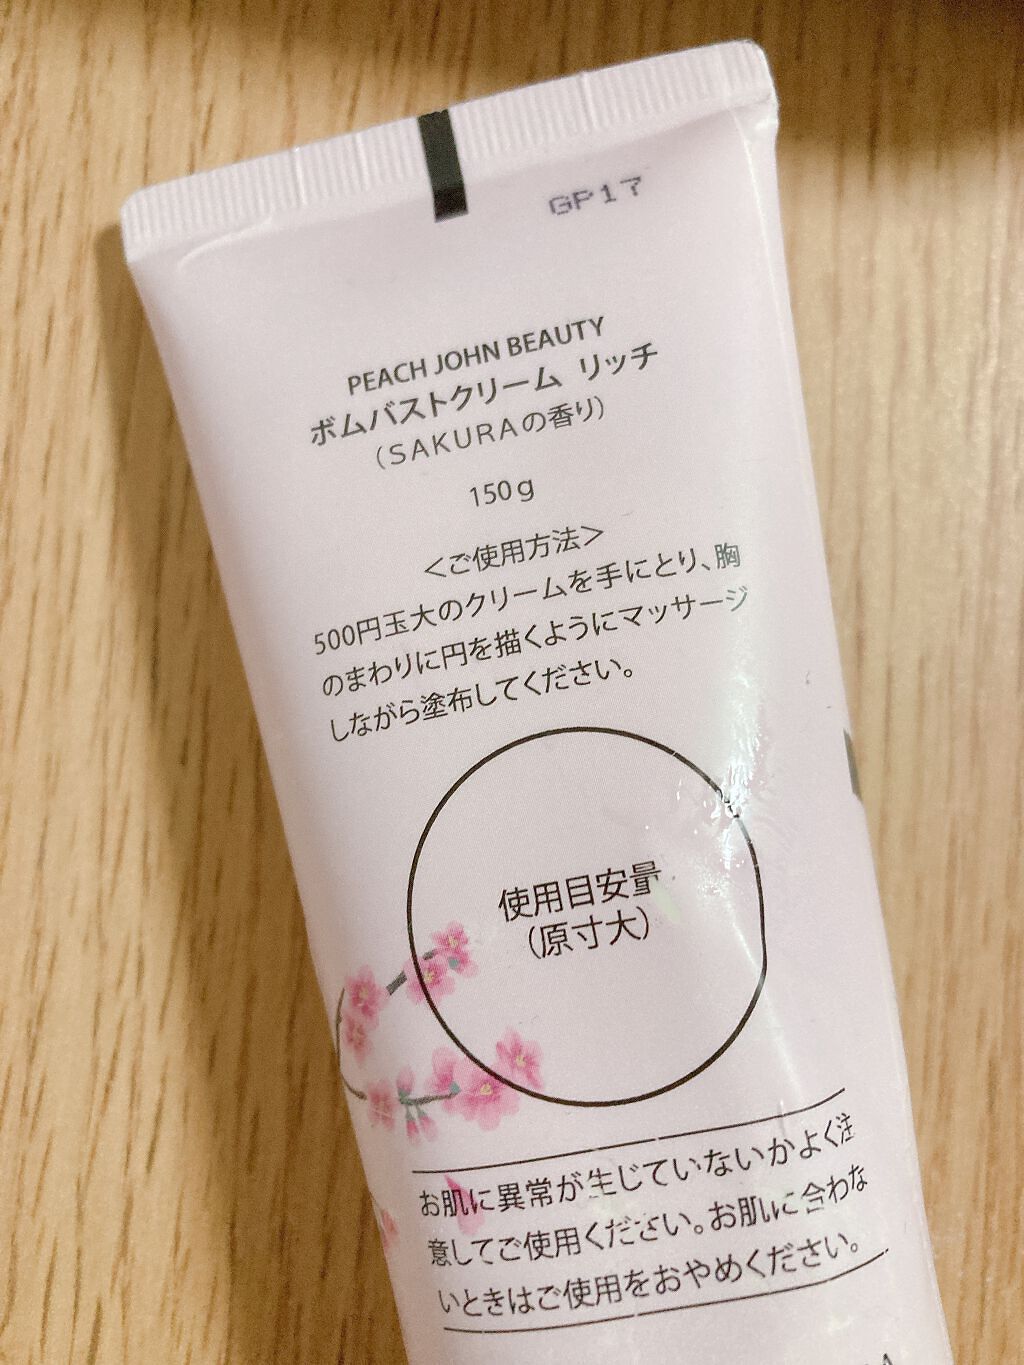 GP17
PEACH JOHN BEAUTY
ボムバストクリーム リッチ
(SAKURAの香り)
150g
<ご使用方法>
500円玉大のクリームを手にとり、胸
のまわりに円を描くようにマッサージ
しながら塗布してください。
使用目安量
(原寸大)
お肌に異常が生じていないかよく注
意してご使用ください。お肌に合わな
いときはご使用をおやめください。